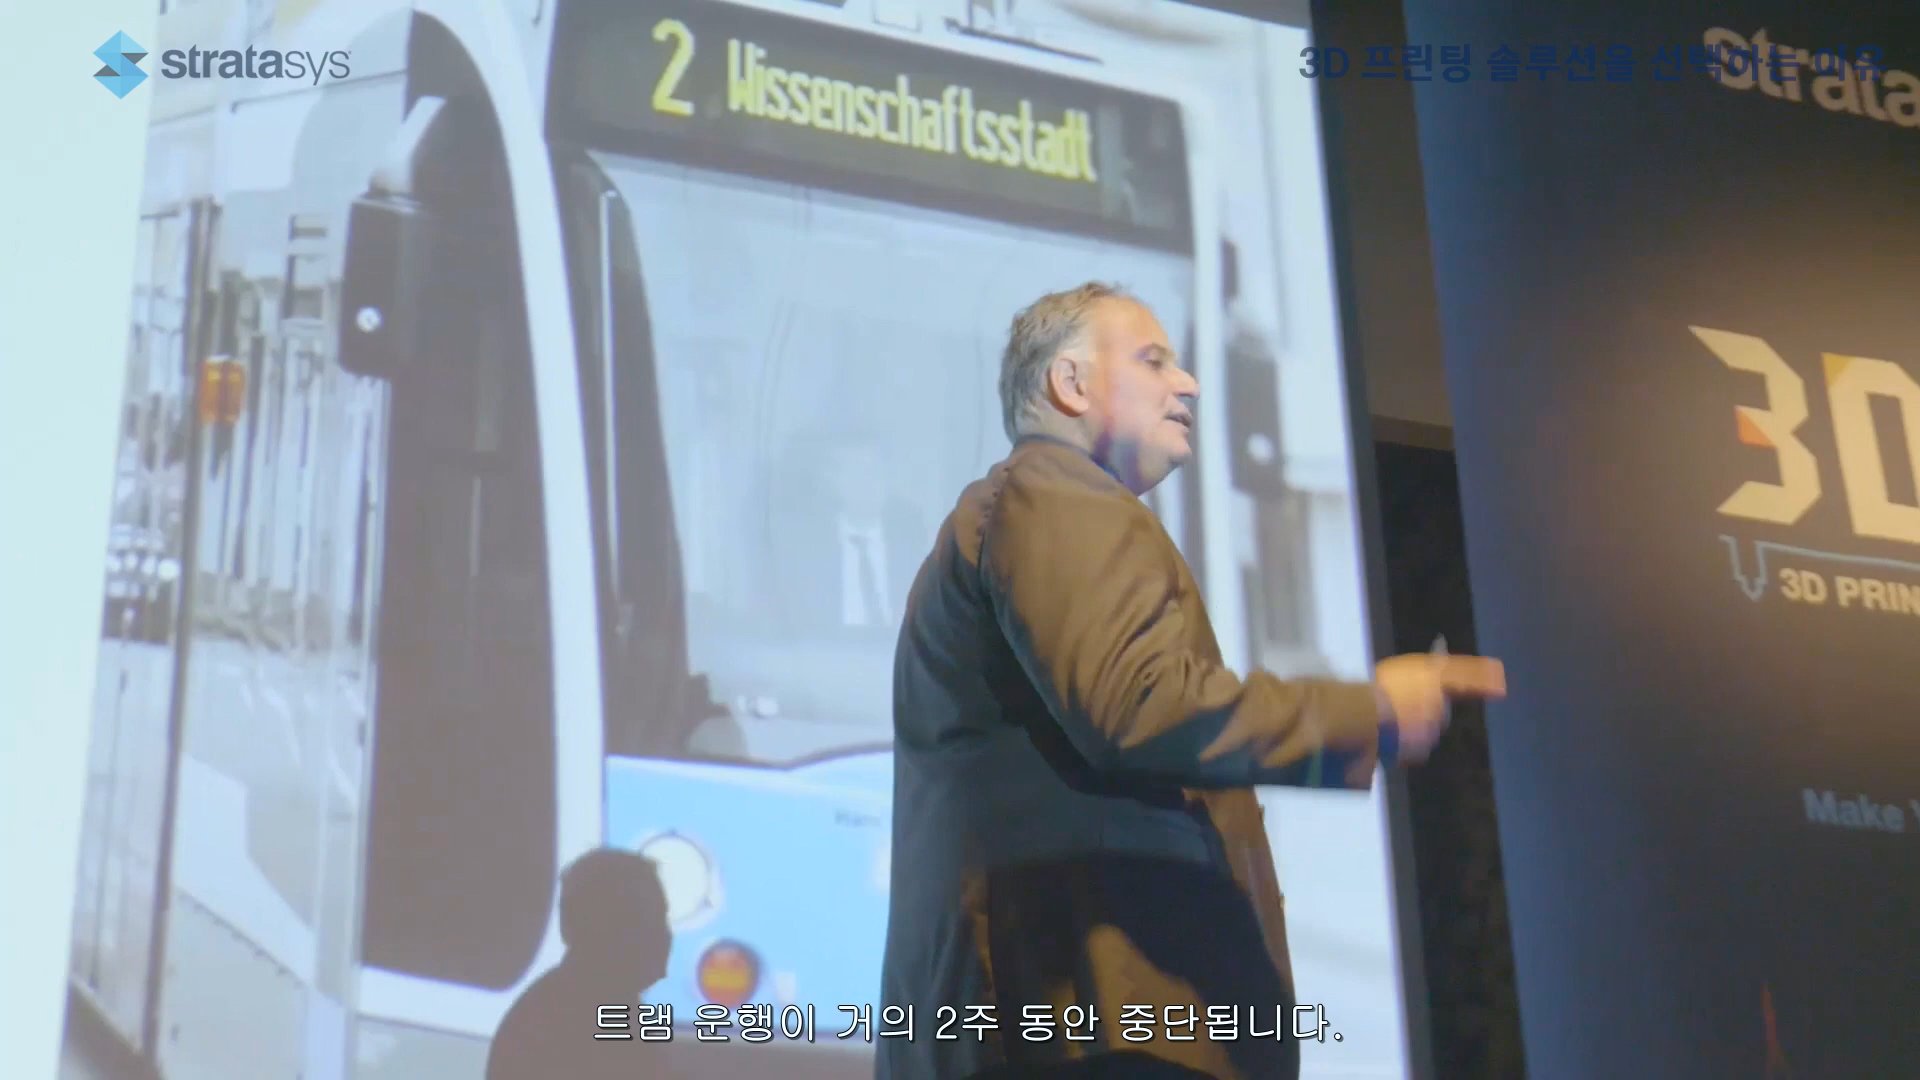 stratasys
3D 프린팅 솔루션을 선택하는 이유
2 Wissenschaftsstadt
strata
3D
3D PRIN
Make
트램 운행이 거의 2주 동안 중단됩니다.